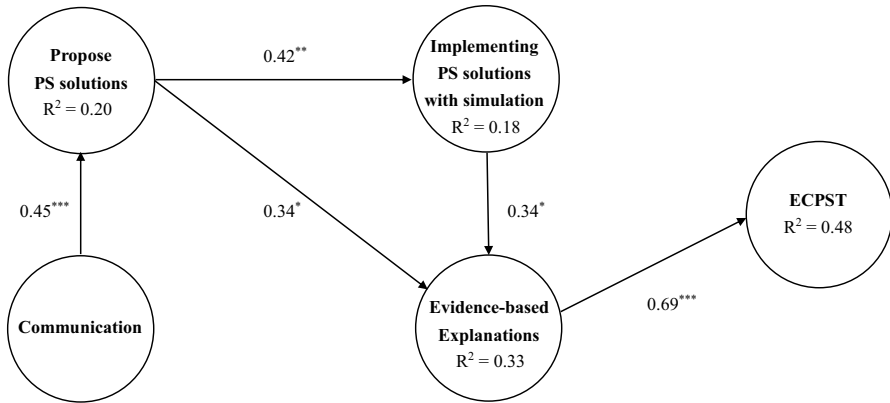 Propose
PS solutions
R² = 0.20
0.42**
Implementing
PS solutions
with simulation
R² = 0.18
0.45***
0.34*
0.34*
ECPST
R² = 0.48
Communication
Evidence-based
Explanations
R² = 0.33
0.69***